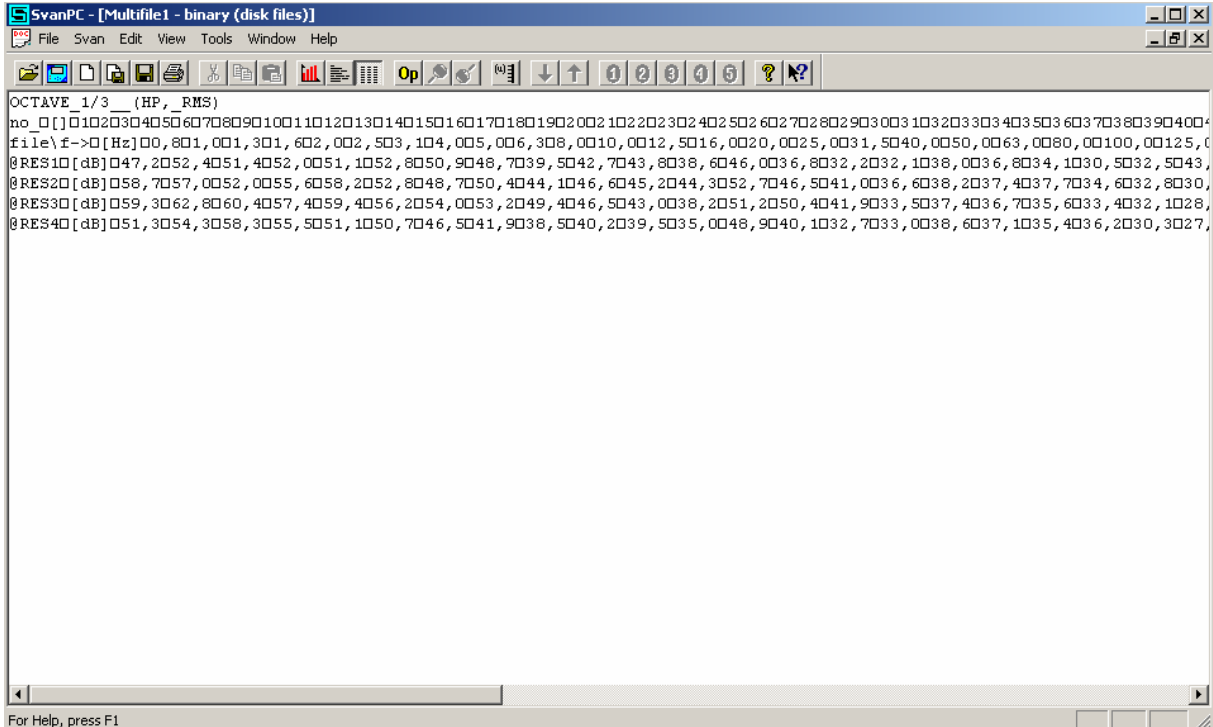 SvanPC - [Multifile1 - binary (disk files)]
File Svan Edit View Tools Window Help
Op
OCTAVE_1/3__(HP,_RMS)
no_□[]□1□2□3□4□5□6□7□8□9□10□11□12□13□14□15□16□17□18□19□20□21□22□23□24□25□26□27□28□29□30□31□32□33□34□35□36□37□38□39□40□4
file\f->□[Hz]□0,8□1,0□1,3□1,6□2,0□2,5□3,1□4,0□5,0□6,3□8,0□10,0□12,5□16,0□20,0□25,0□31,5□40,0□50,0□63,0□80,0□100,0□125,0
@RES1□[dB]□47,2□52,4□51,4□52,0□51,1□52,8□50,9□48,7□39,5□42,7□43,8□38,6□46,0□36,8□32,2□32,1□38,0□36,8□34,1□30,5□32,5□43,
@RES2□[dB]□58,7□57,0□52,0□55,6□58,2□52,8□48,7□50,4□44,1□46,6□45,2□44,3□52,7□46,5□41,0□36,6□38,2□37,4□37,7□34,6□32,8□30,
@RES3□[dB]□59,3□62,8□60,4□57,4□59,4□56,2□54,0□53,2□49,4□46,5□43,0□38,2□51,2□50,4□41,9□33,5□37,4□36,7□35,6□33,4□32,1□28,
@RES4□[dB]□51,3□54,3□58,3□55,5□51,1□50,7□46,5□41,9□38,5□40,2□39,5□35,0□48,9□40,1□32,7□33,0□38,6□37,1□35,4□36,2□30,3□27,
For Help, press F1